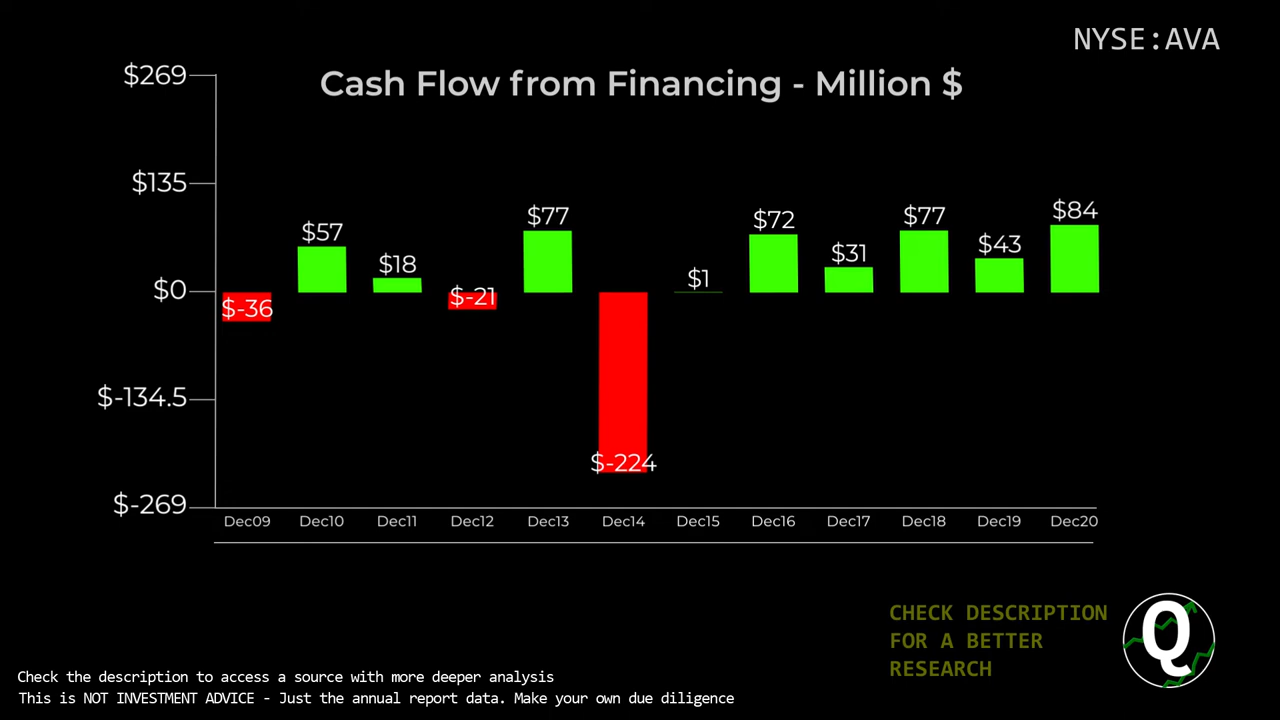 NYSE:AVA
Cash Flow from Financing - Million $
$269
$135
$0
$-134.5
$-269
$-36
$57
$18
$-21
$77
$-224
$1
$72
$31
$77
$43
$84
Dec09 Dec10 Dec11 Dec12 Dec13 Dec14 Dec15 Dec16 Dec17 Dec18 Dec19 Dec20
CHECK DESCRIPTION
FOR A BETTER
RESEARCH
Q
Check the description to access a source with more deeper analysis
This is NOT INVESTMENT ADVICE - Just the annual report data. Make your own due diligence